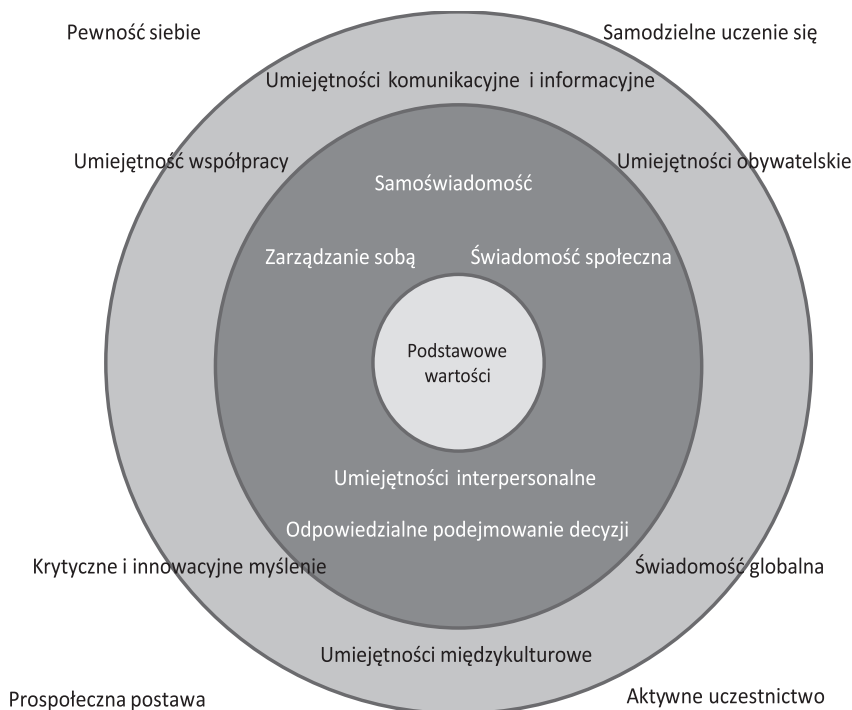 Pewność siebie
Samodzielne uczenie się
Umiejętności komunikacyjne i informacyjne
Umiejętność współpracy
Umiejętności obywatelskie
Samoświadomość
Zarządzanie sobą
Świadomość społeczna
Podstawowe
wartości
Umiejętności interpersonalne
Odpowiedzialne podejmowanie decyzji
Krytyczne i innowacyjne myślenie
Świadomość globalna
Umiejętności międzykulturowe
Prospołeczna postawa
Aktywne uczestnictwo